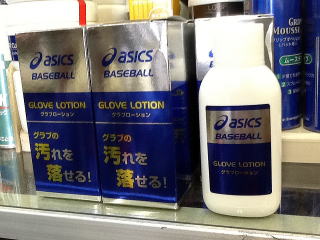 asics
BASEBALL
GLOVE LOTION
グラブローション
グラブの
汚れを
落せる!
asics
BASEBALL
GLOVE LOTION
グラブローション
グラブの
汚れを
落せる!
asics
BASEBALL
GLOVE LOTION
グラブローション
GRIP
MOUSSE